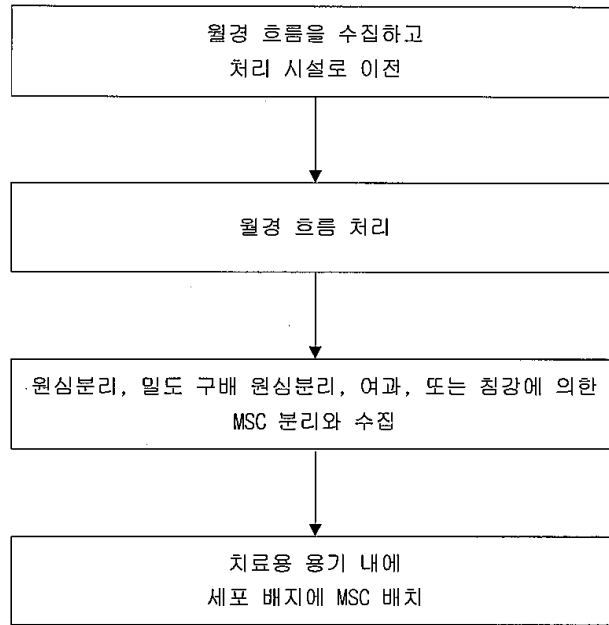 월경 흐름을 수집하고
처리 시설로 이전
월경 흐름 처리
원심분리, 밀도 구배 원심분리, 여과, 또는 침강에 의한
MSC 분리와 수집
치료용 용기 내에
세포 배지에 MSC 배치